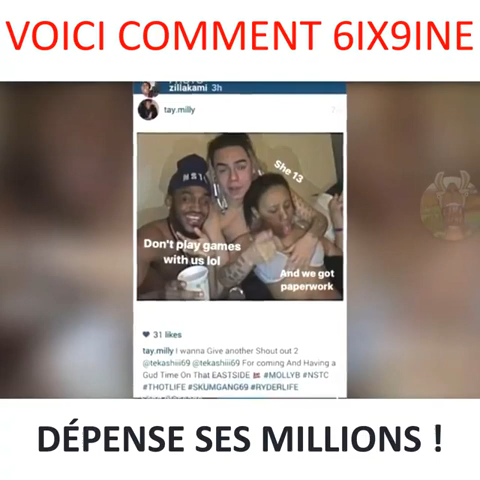 VOICI COMMENT 6IX9INE
zillakami 3h
tay.milly
She 13
Don't play games
with us lol
And we got
paperwork
31 likes
tay.milly I wanna Give another Shout out 2
@tekashiii69 @tekashiii69 For coming And Having a
Gud Time On That EASTSIDE #MOLLYB #NSTC
#THOTLIFE #SKUMGANG69 #RYDERLIFE
DÉPENSE SES MILLIONS !